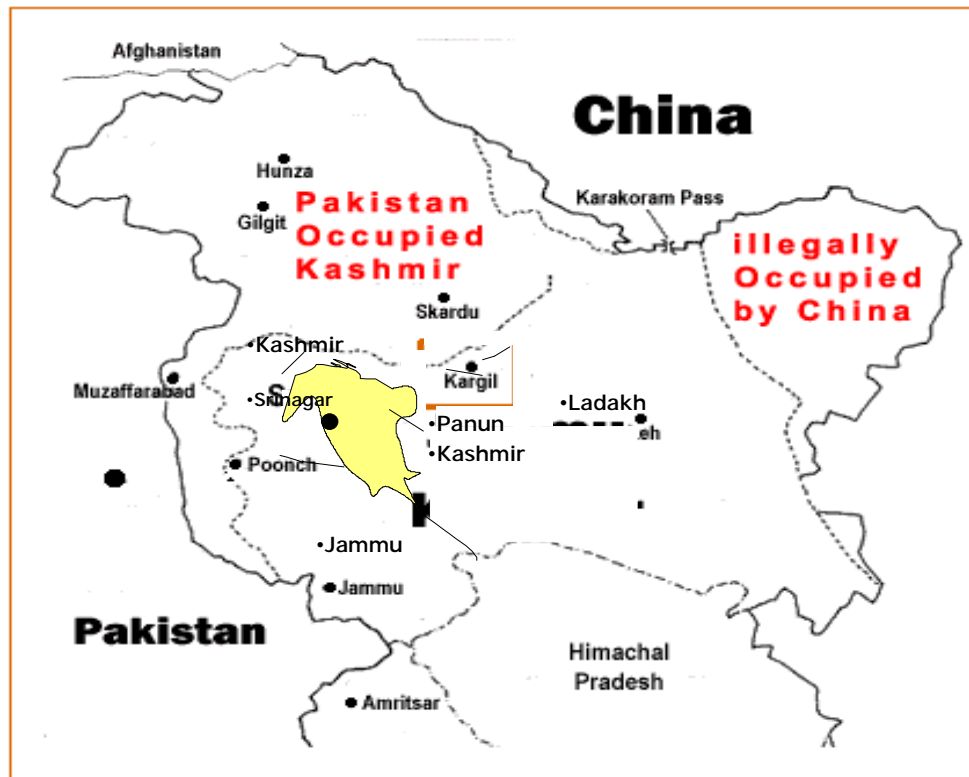 Afghanistan
China
Hunza
Karakoram Pass
Gilgit
Pakistan
Occupied
Kashmir
illegally
Occupied
by China
Skardu
•Kashmir
Muzaffarabad
Kargil
S
•Srinagar
•Ladakh
•Panun
eh
•Kashmir
Poonch
•Jammu
Jammu
Pakistan
Himachal
Pradesh
Amritsar